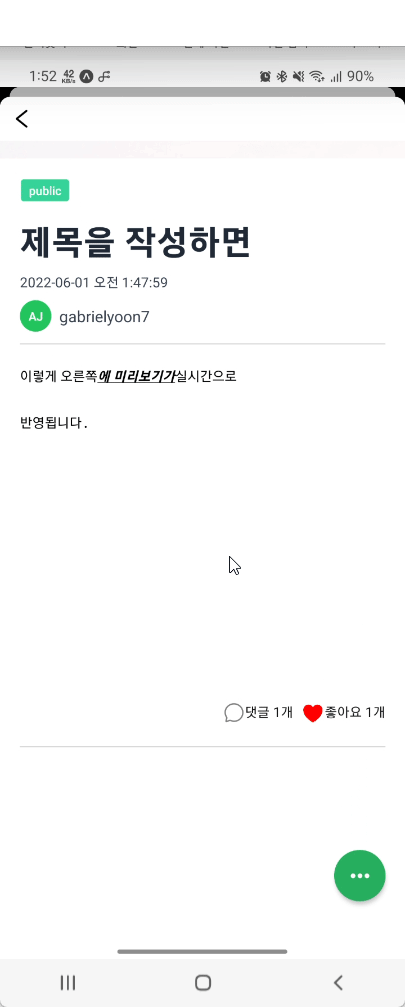 1:52 42 KB/s 90%
public
제목을 작성하면
2022-06-01 오전 1:47:59
AJ gabrielyoon7
이렇게 오른쪽에 미리보기가실시간으로
반영됩니다.
댓글 1개 좋아요 1개